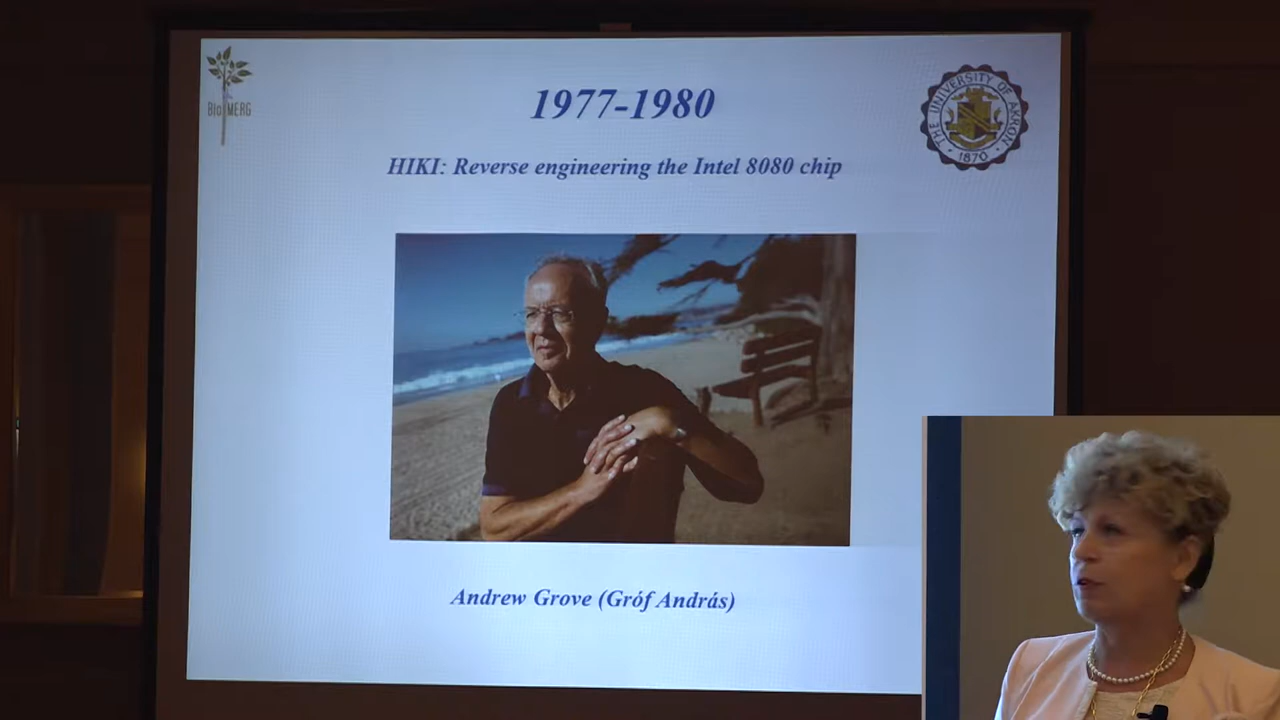 BioMERG
1977-1980
THE UNIVERSITY OF AKRON
1870
HIKI: Reverse engineering the Intel 8080 chip
Andrew Grove (Gróf András)